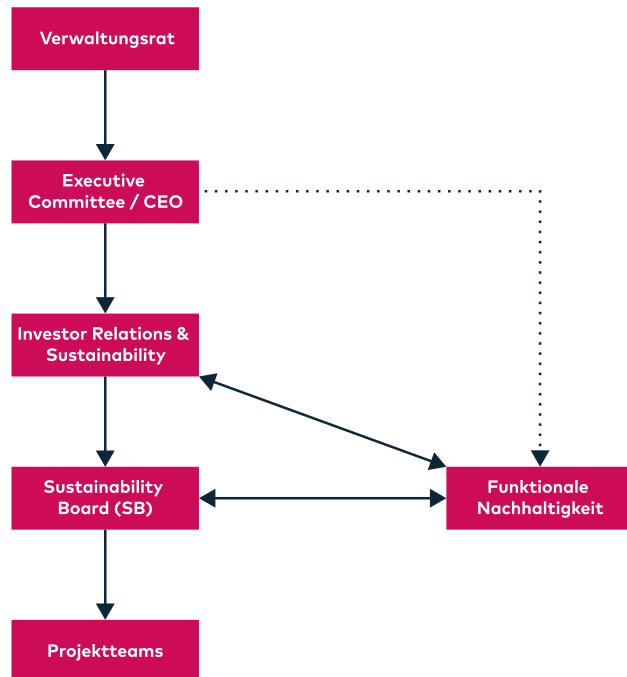 Verwaltungsrat
Executive
Committee / CEO
Investor Relations &
Sustainability
Sustainability
Board (SB)
Funktionale
Nachhaltigkeit
Projektteams